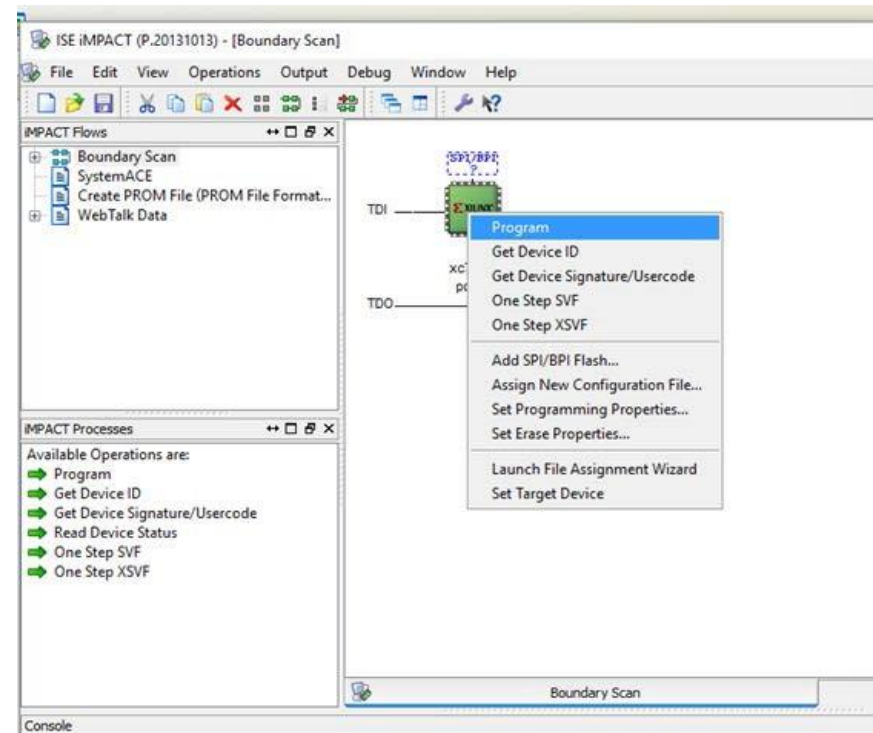 ISE iMPACT (P.20131013) - [Boundary Scan]
File Edit View Operations Output Debug Window Help
iMPACT Flows
Boundary Scan
SystemACE
Create PROM File (PROM File Format...
WebTalk Data
SPI/BPI
?
TDI
XILINX
Program
Get Device ID
Get Device Signature/Usercode
One Step SVF
One Step XSVF
TDO
Add SPI/BPI Flash...
Assign New Configuration File...
Set Programming Properties...
Set Erase Properties...
Launch File Assignment Wizard
Set Target Device
iMPACT Processes
Available Operations are:
Program
Get Device ID
Get Device Signature/Usercode
Read Device Status
One Step SVF
One Step XSVF
Boundary Scan
Console